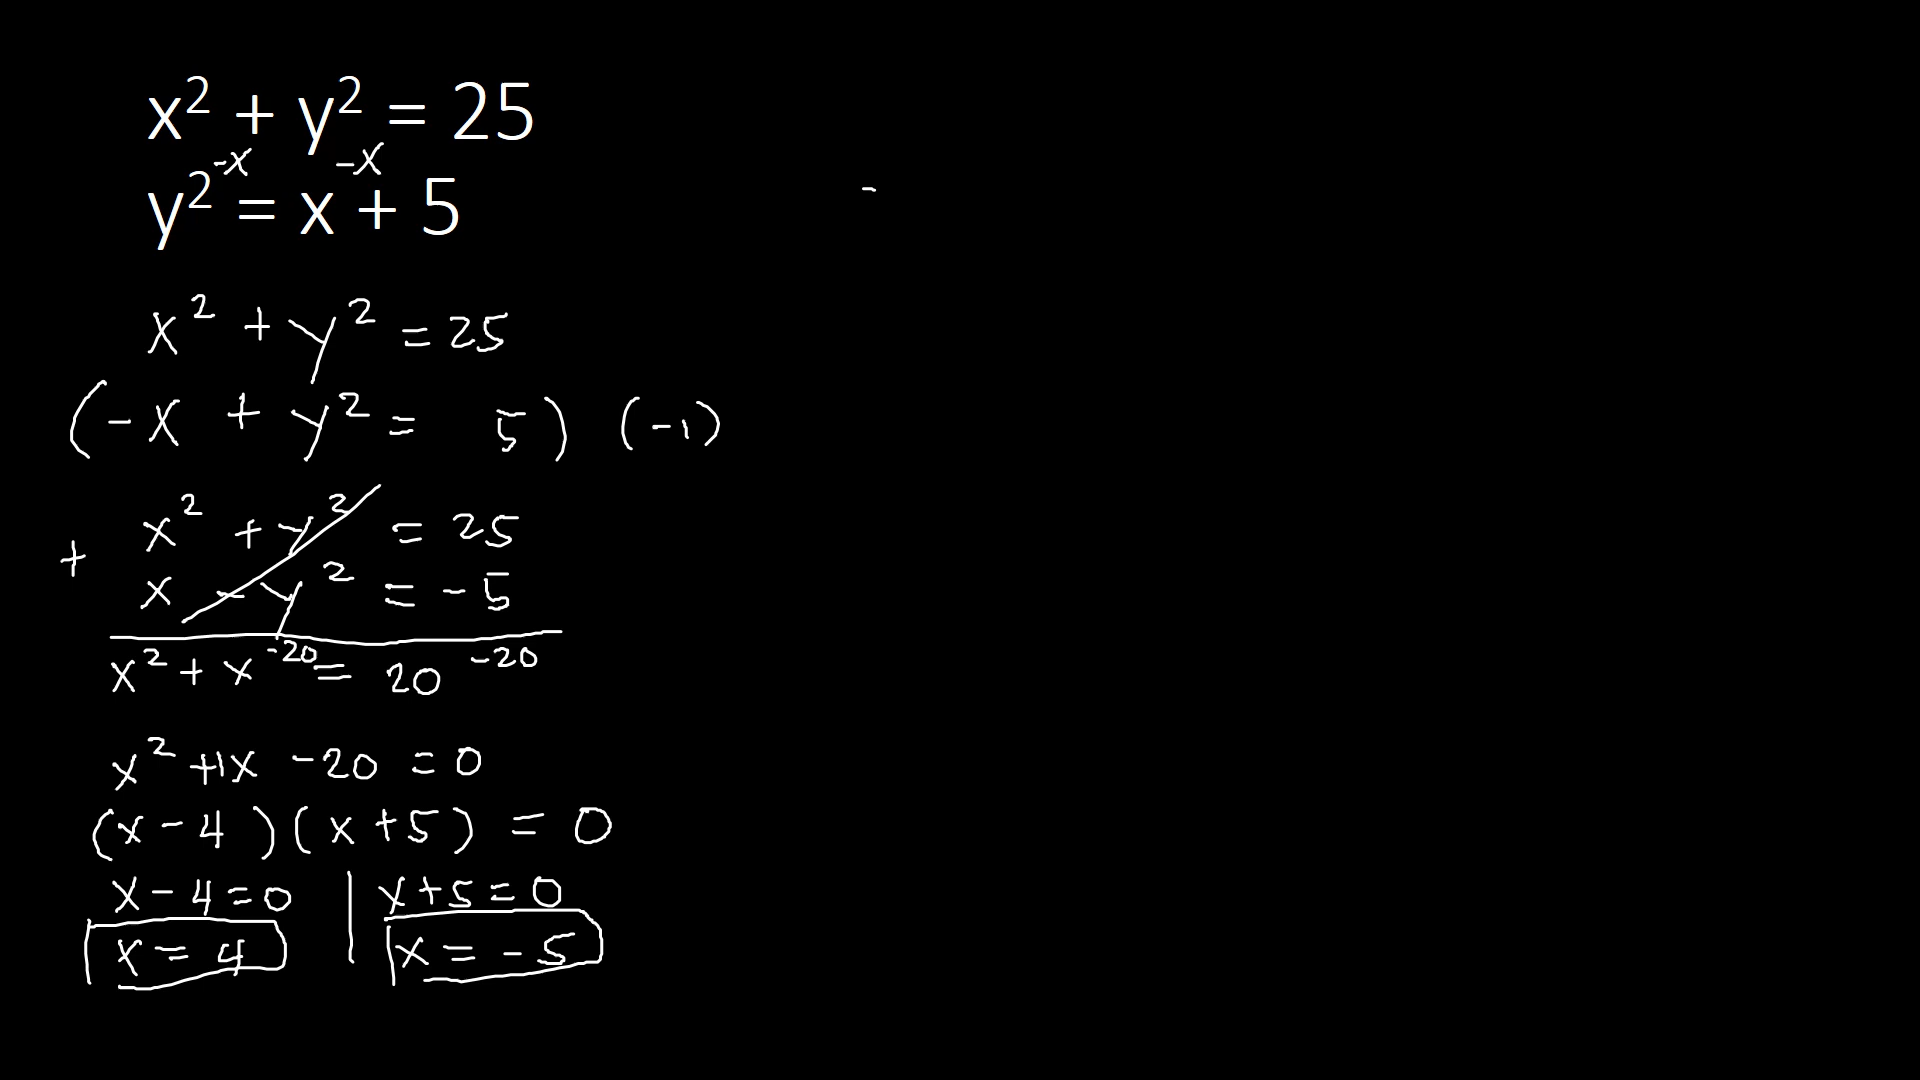 x² + y² = 25
-x -x
y² = x + 5
-
x² + y² = 25
(-x + y² = 5) (-1)
x² + y² = 25
+
x - y² = -5
x² + x -20 = 20 -20
x² + 1x - 20 = 0
(x - 4)(x + 5) = 0
x - 4 = 0 | x + 5 = 0
x = 4 x = -5